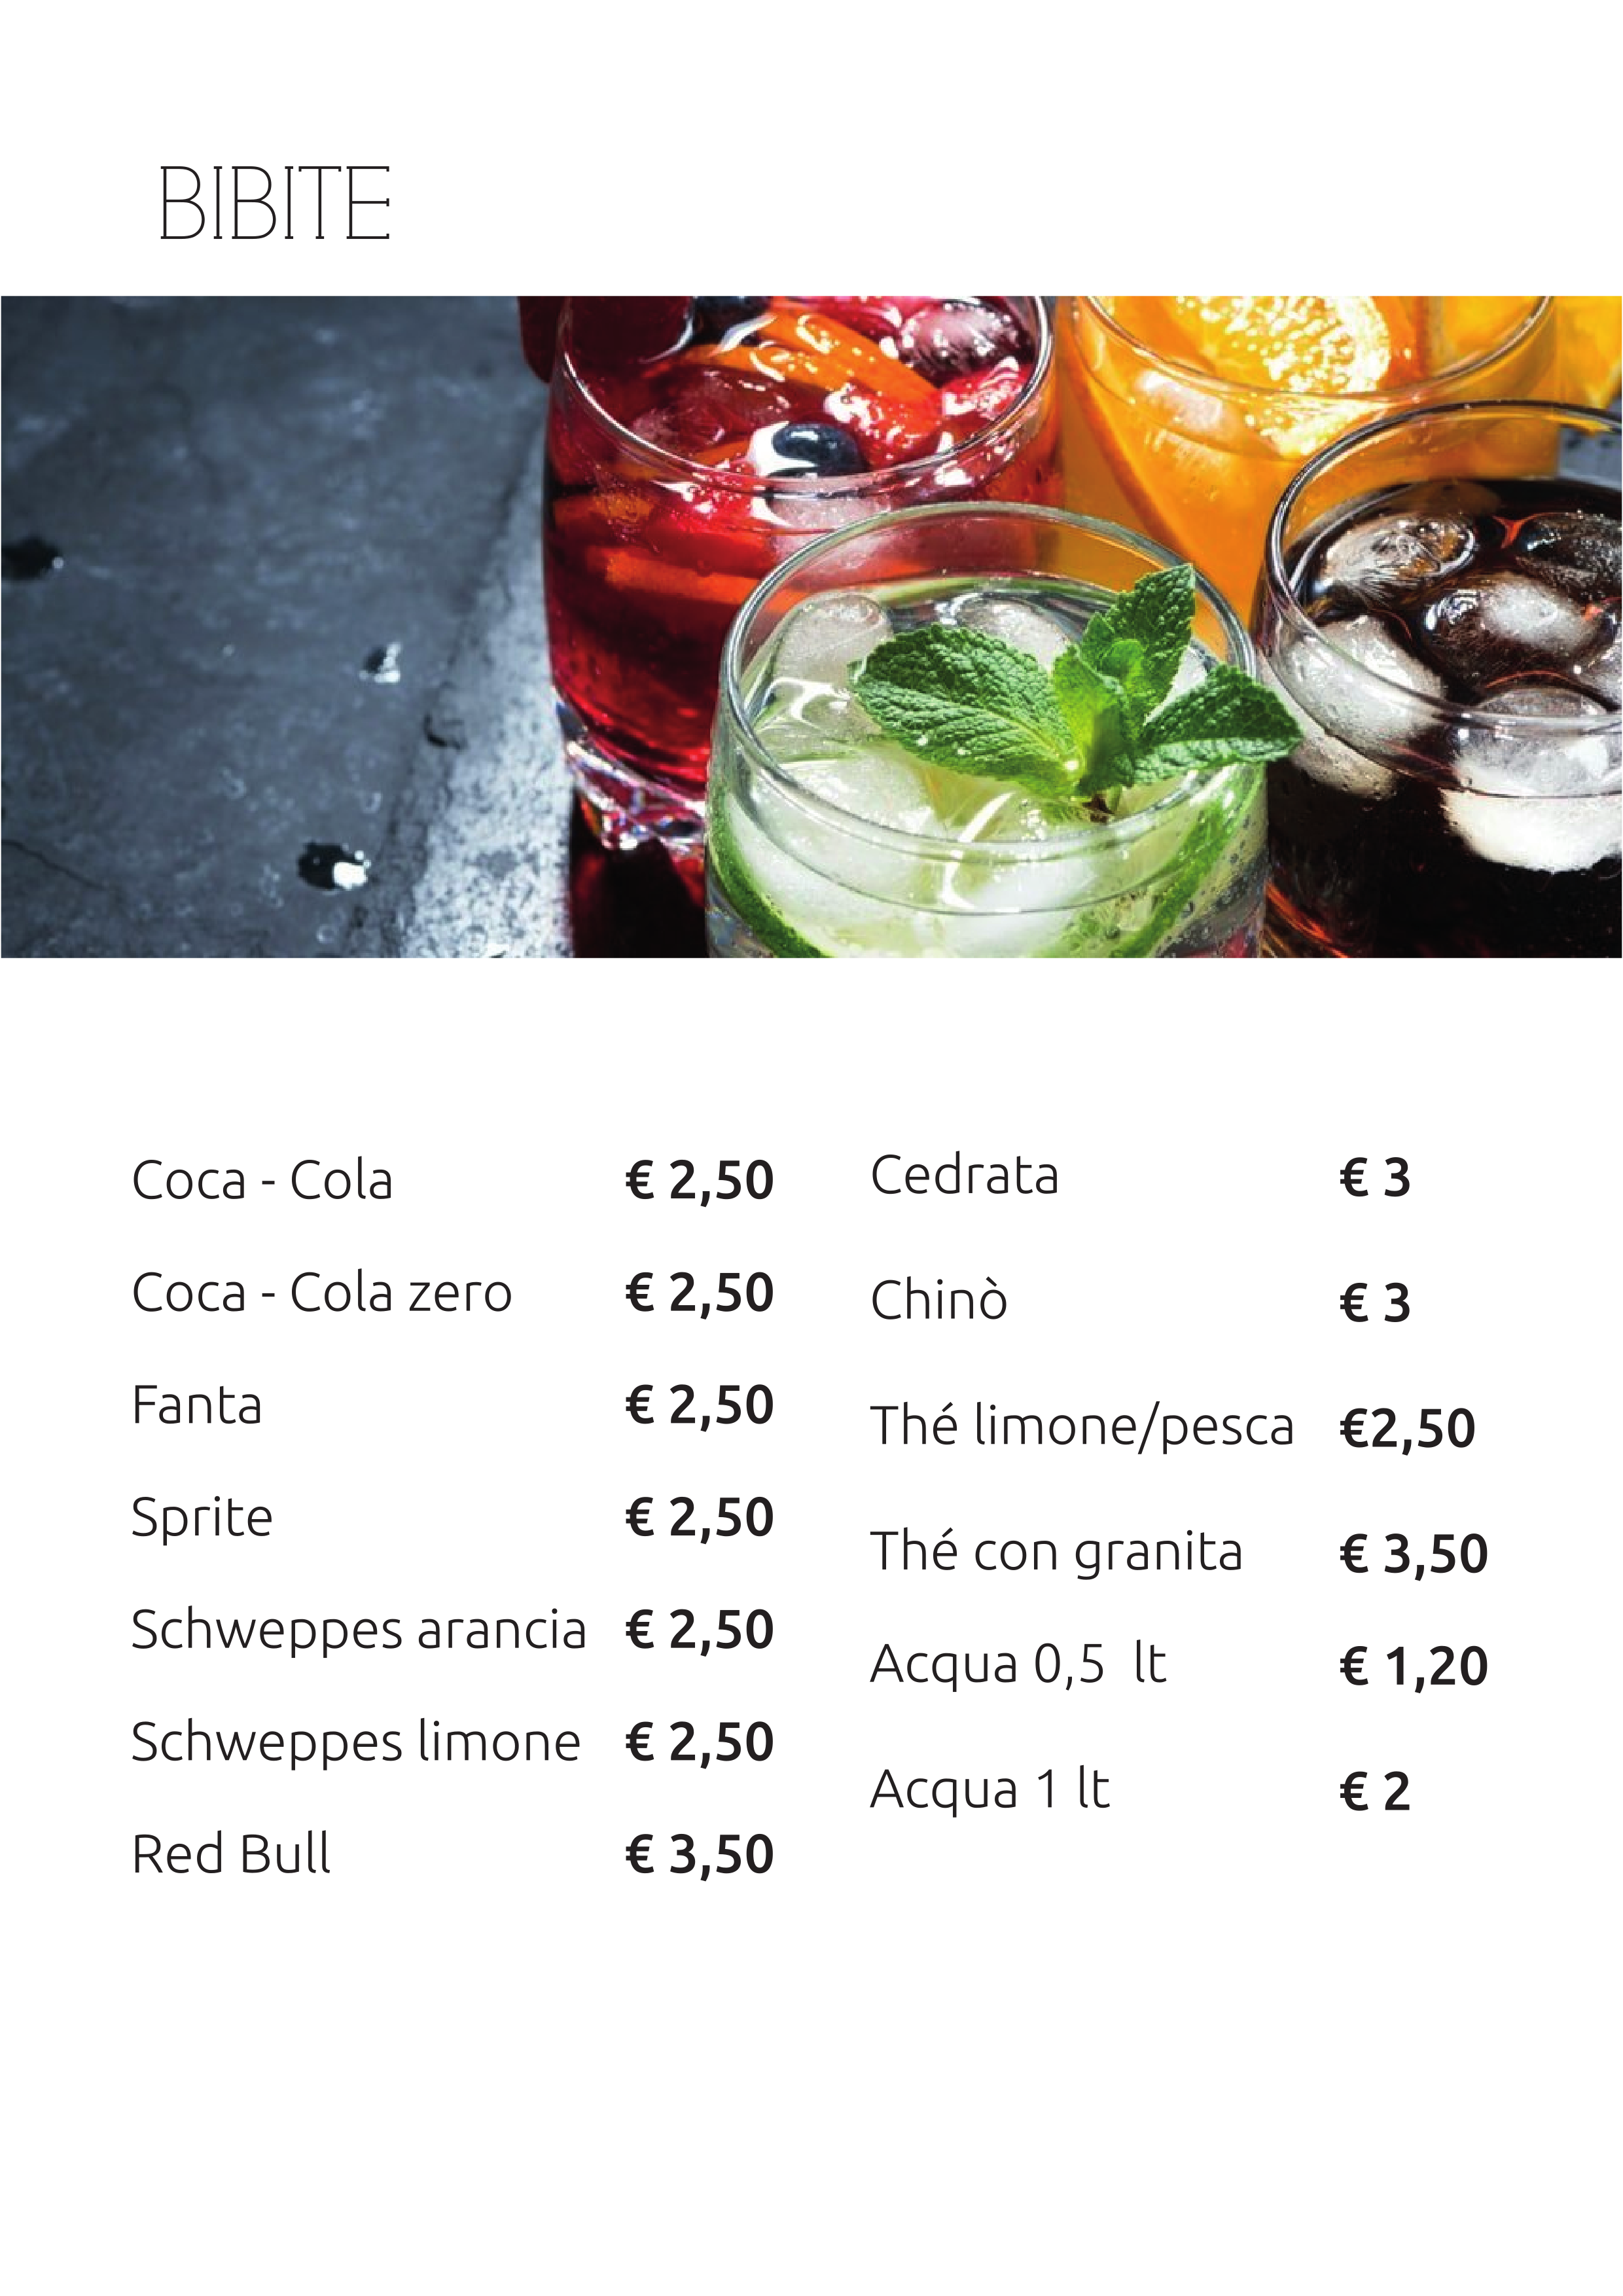 BIBITE
Coca - Cola € 2,50
Coca - Cola zero € 2,50
Fanta € 2,50
Sprite € 2,50
Schweppes arancia € 2,50
Schweppes limone € 2,50
Red Bull € 3,50
Cedrata € 3
Chinò € 3
Thé limone/pesca €2,50
Thé con granita € 3,50
Acqua 0,5  lt € 1,20
Acqua 1 lt € 2